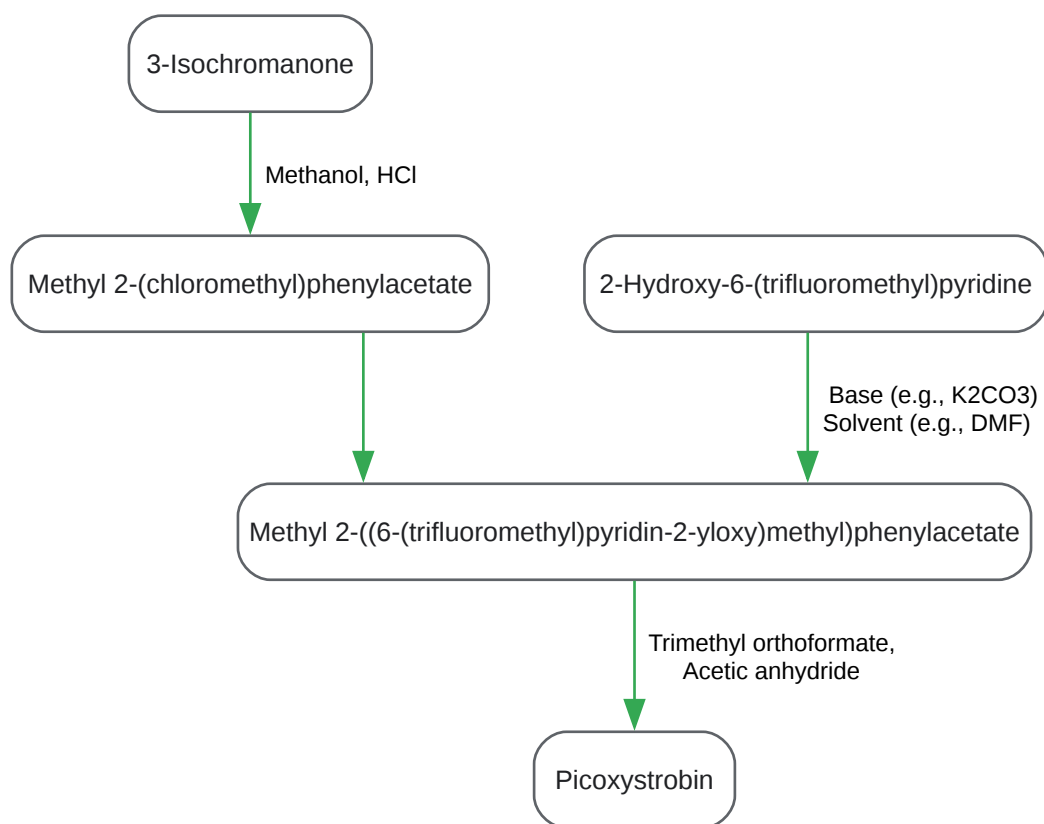 3-Isochromanone
Methanol, HCl
Methyl 2-(chloromethyl)phenylacetate
2-Hydroxy-6-(trifluoromethyl)pyridine
Base (e.g., K2CO3)
Solvent (e.g., DMF)
Methyl 2-((6-(trifluoromethyl)pyridin-2-yloxy)methyl)phenylacetate
Trimethyl orthoformate,
Acetic anhydride
Picoxystrobin